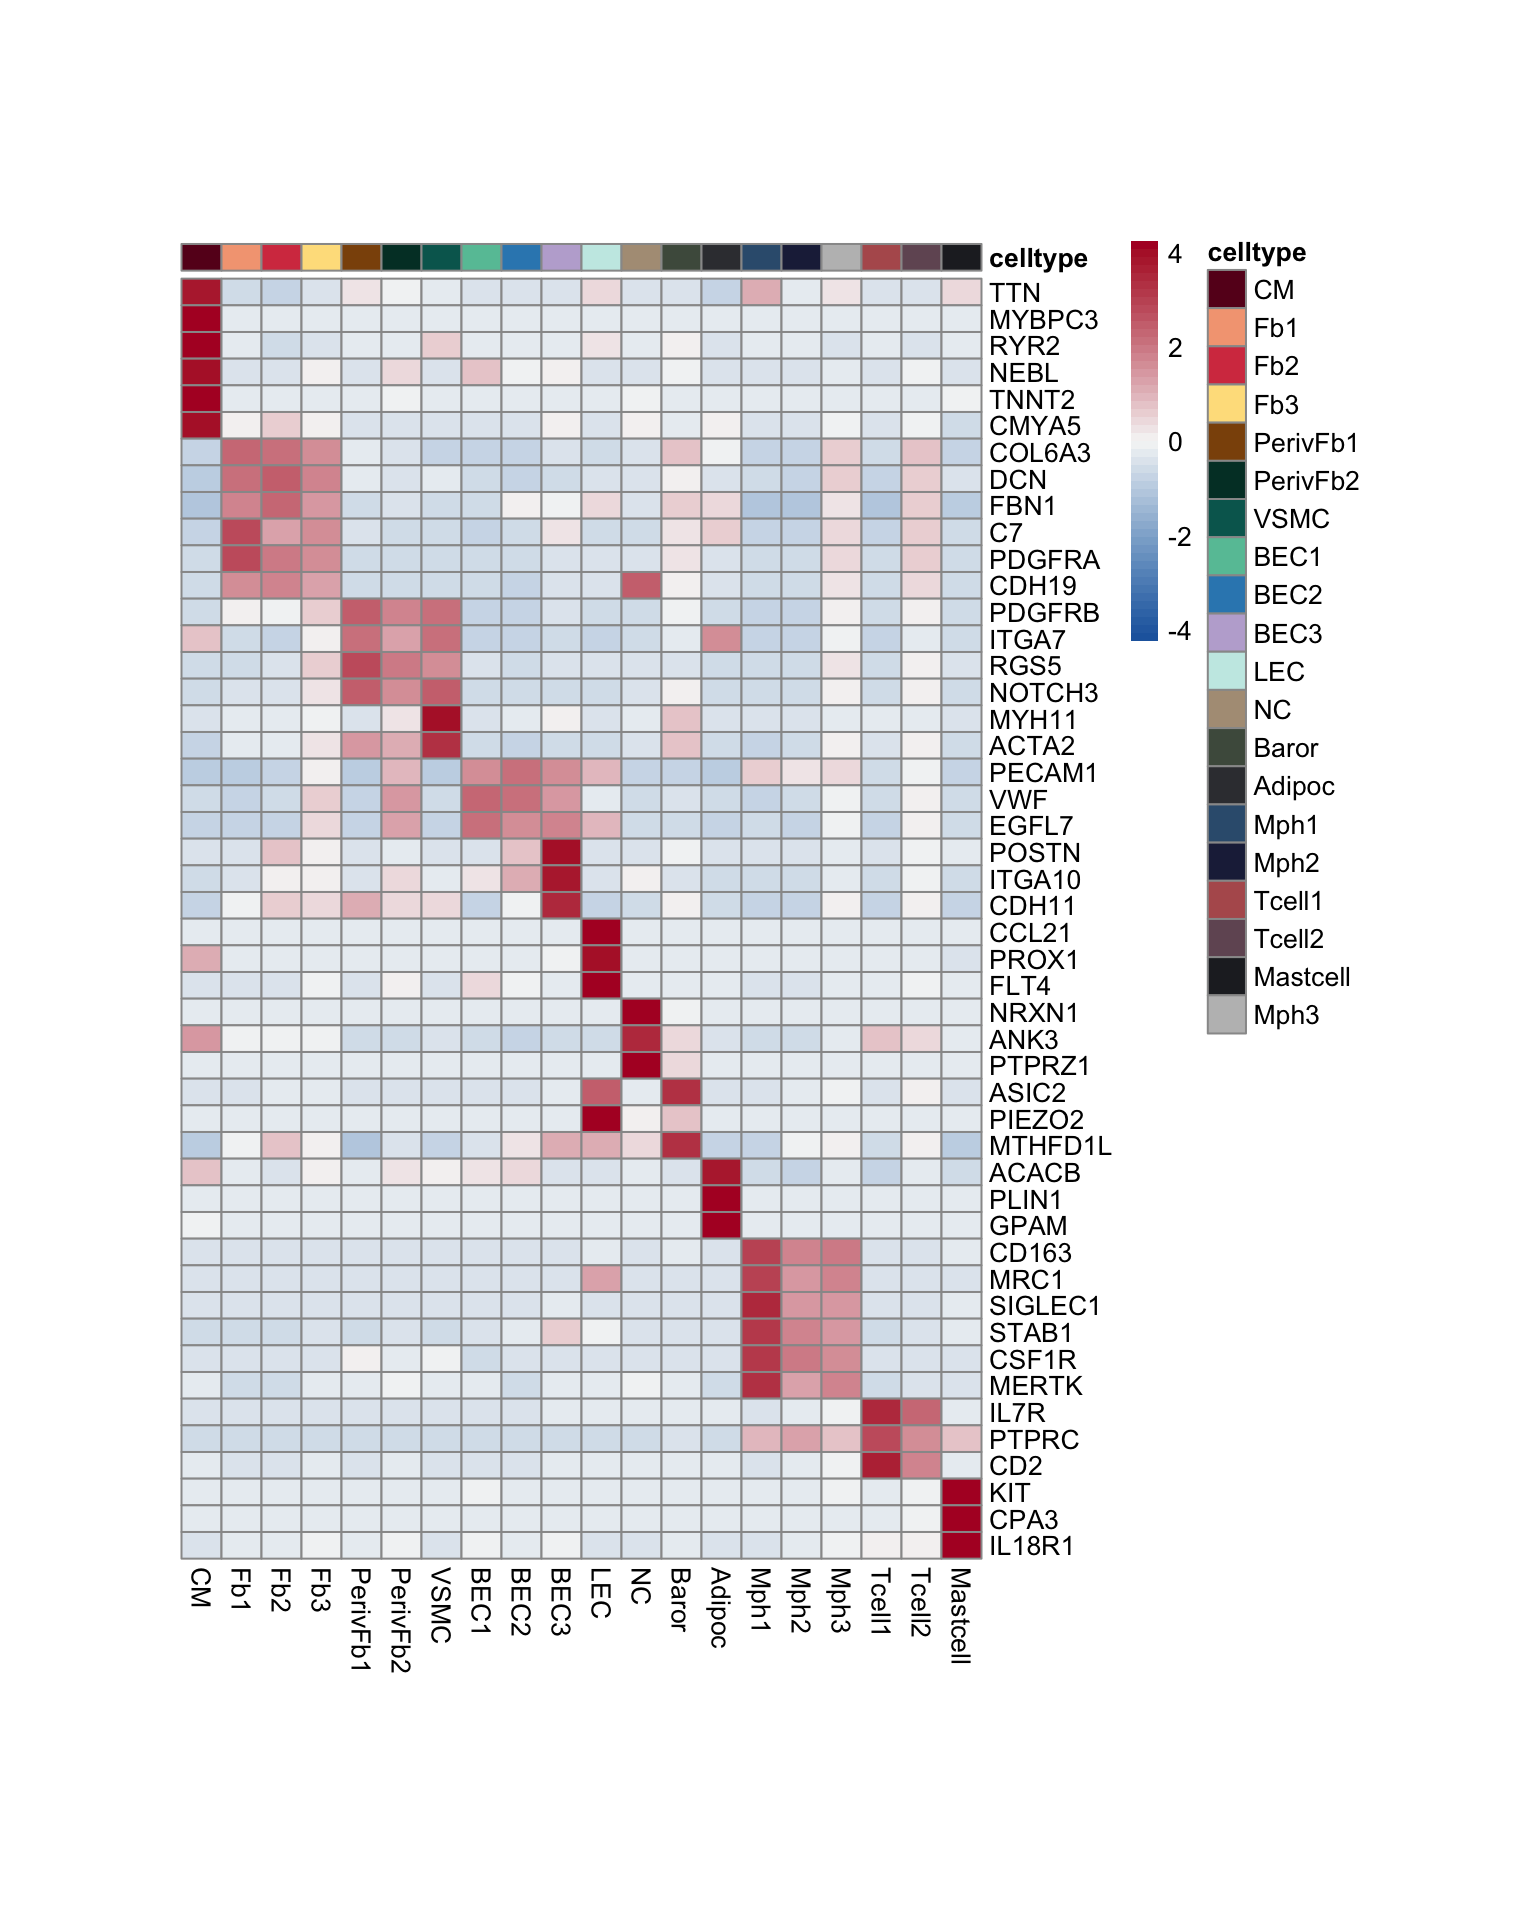 celltype
TTN
MYBPC3
RYR2
NEBL
TNNT2
CMYA5
COL6A3
DCN
FBN1
C7
PDGFRA
CDH19
PDGFRB
ITGA7
RGS5
NOTCH3
MYH11
ACTA2
PECAM1
VWF
EGFL7
POSTN
ITGA10
CDH11
CCL21
PROX1
FLT4
NRXN1
ANK3
PTPRZ1
ASIC2
PIEZO2
MTHFD1L
ACACB
PLIN1
GPAM
CD163
MRC1
SIGLEC1
STAB1
CSF1R
MERTK
IL7R
PTPRC
CD2
KIT
CPA3
IL18R1
CM
Fb1
Fb2
Fb3
PerivFb1
PerivFb2
VSMC
BEC1
BEC2
BEC3
LEC
NC
Baror
Adipoc
Mph1
Mph2
Mph3
Tcell1
Tcell2
Mastcell
4
2
0
-2
-4
celltype
CM
Fb1
Fb2
Fb3
PerivFb1
PerivFb2
VSMC
BEC1
BEC2
BEC3
LEC
NC
Baror
Adipoc
Mph1
Mph2
Tcell1
Tcell2
Mastcell
Mph3